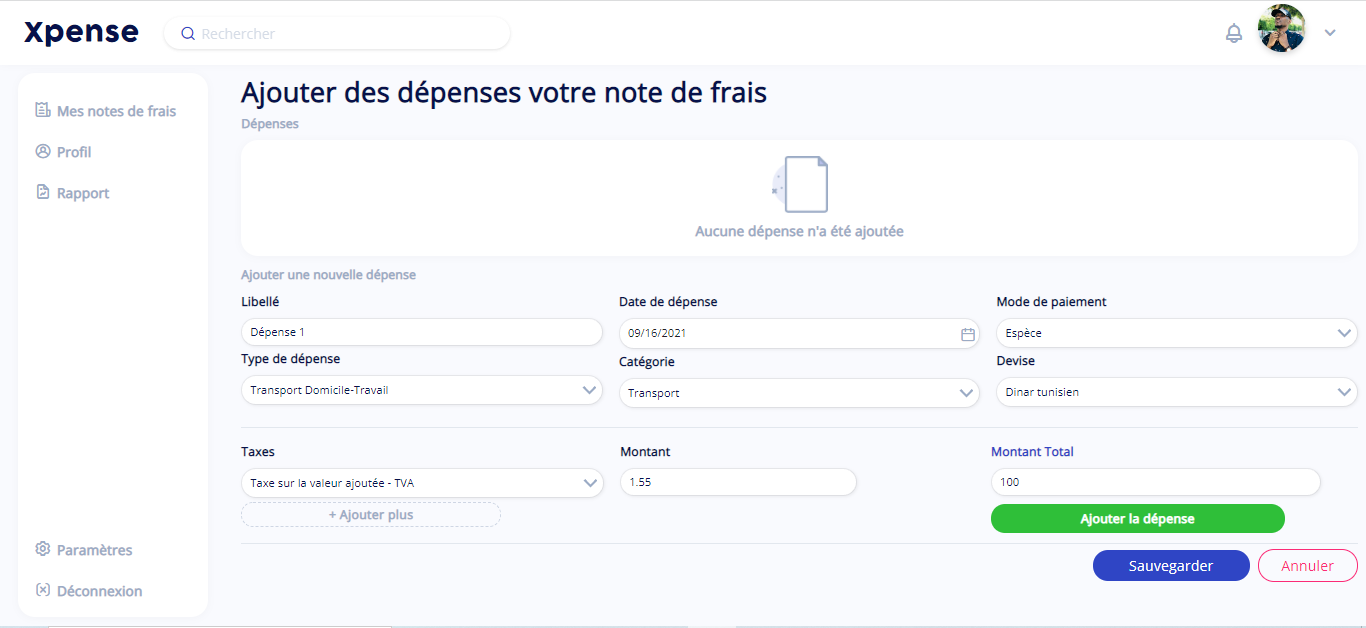 Xpense
Rechercher
Mes notes de frais
Profil
Rapport
Paramètres
Déconnexion
Ajouter des dépenses votre note de frais
Dépenses
Aucune dépense n'a été ajoutée
Ajouter une nouvelle dépense
Libellé
Dépense 1
Date de dépense
09/16/2021
Mode de paiement
Espèce
Type de dépense
Transport Domicile-Travail
Catégorie
Transport
Devise
Dinar tunisien
Taxes
Taxe sur la valeur ajoutée - TVA
+ Ajouter plus
Montant
1.55
Montant Total
100
Ajouter la dépense
Sauvegarder
Annuler